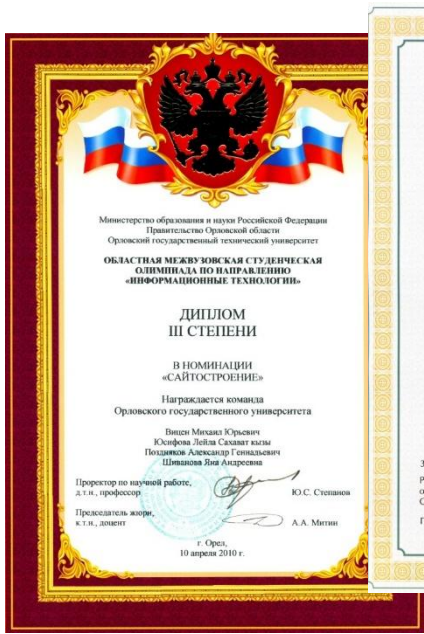 Министерство образования и науки Российской Федерации
Правительство Орловской области
Орловский государственный технический университет
ОБЛАСТНАЯ МЕЖВУЗОВСКАЯ СТУДЕНЧЕСКАЯ
ОЛИМПИАДА ПО НАПРАВЛЕНИЮ
«ИНФОРМАЦИОННЫЕ ТЕХНОЛОГИИ»
ДИПЛОМ
III СТЕПЕНИ
В НОМИНАЦИИ
«САЙТОСТРОЕНИЕ»
Награждается команда
Орловского государственного университета
Вицен Михаил Юрьевич
Юсифова Лейла Сахават кызы
Поздняков Александр Геннадьевич
Шиванова Яна Андреевна
Проректор по научной работе,
д.т.н., профессор
Ю.С. Степанов
Председатель жюри,
к.т.н., доцент
А.А. Митин
г. Орел,
10 апреля 2010 г.